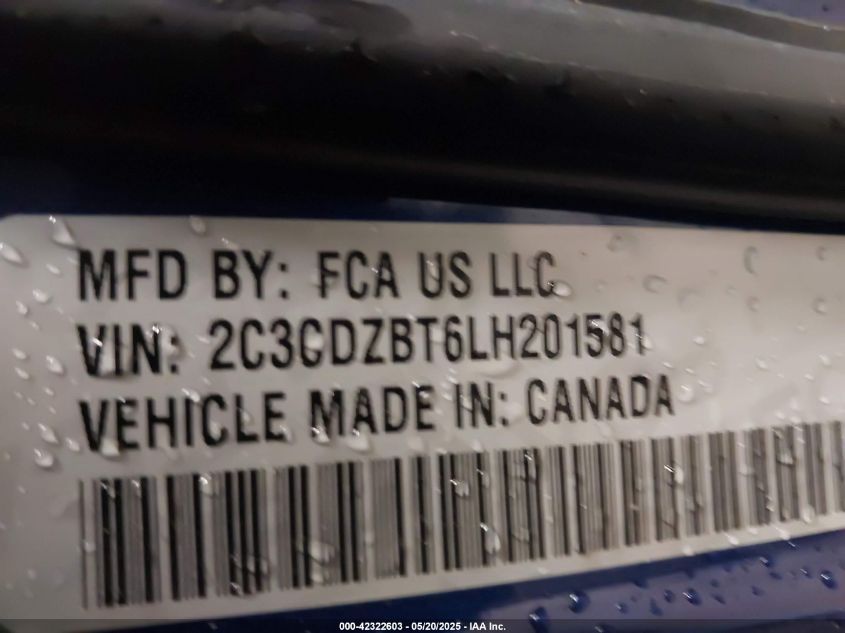 MFD BY: FCA US LLC
VIN: 2C3CDZBT6LH201581
VEHICLE MADE IN: CANADA
000-42322603 - 05/20/2025 - IAA Inc.